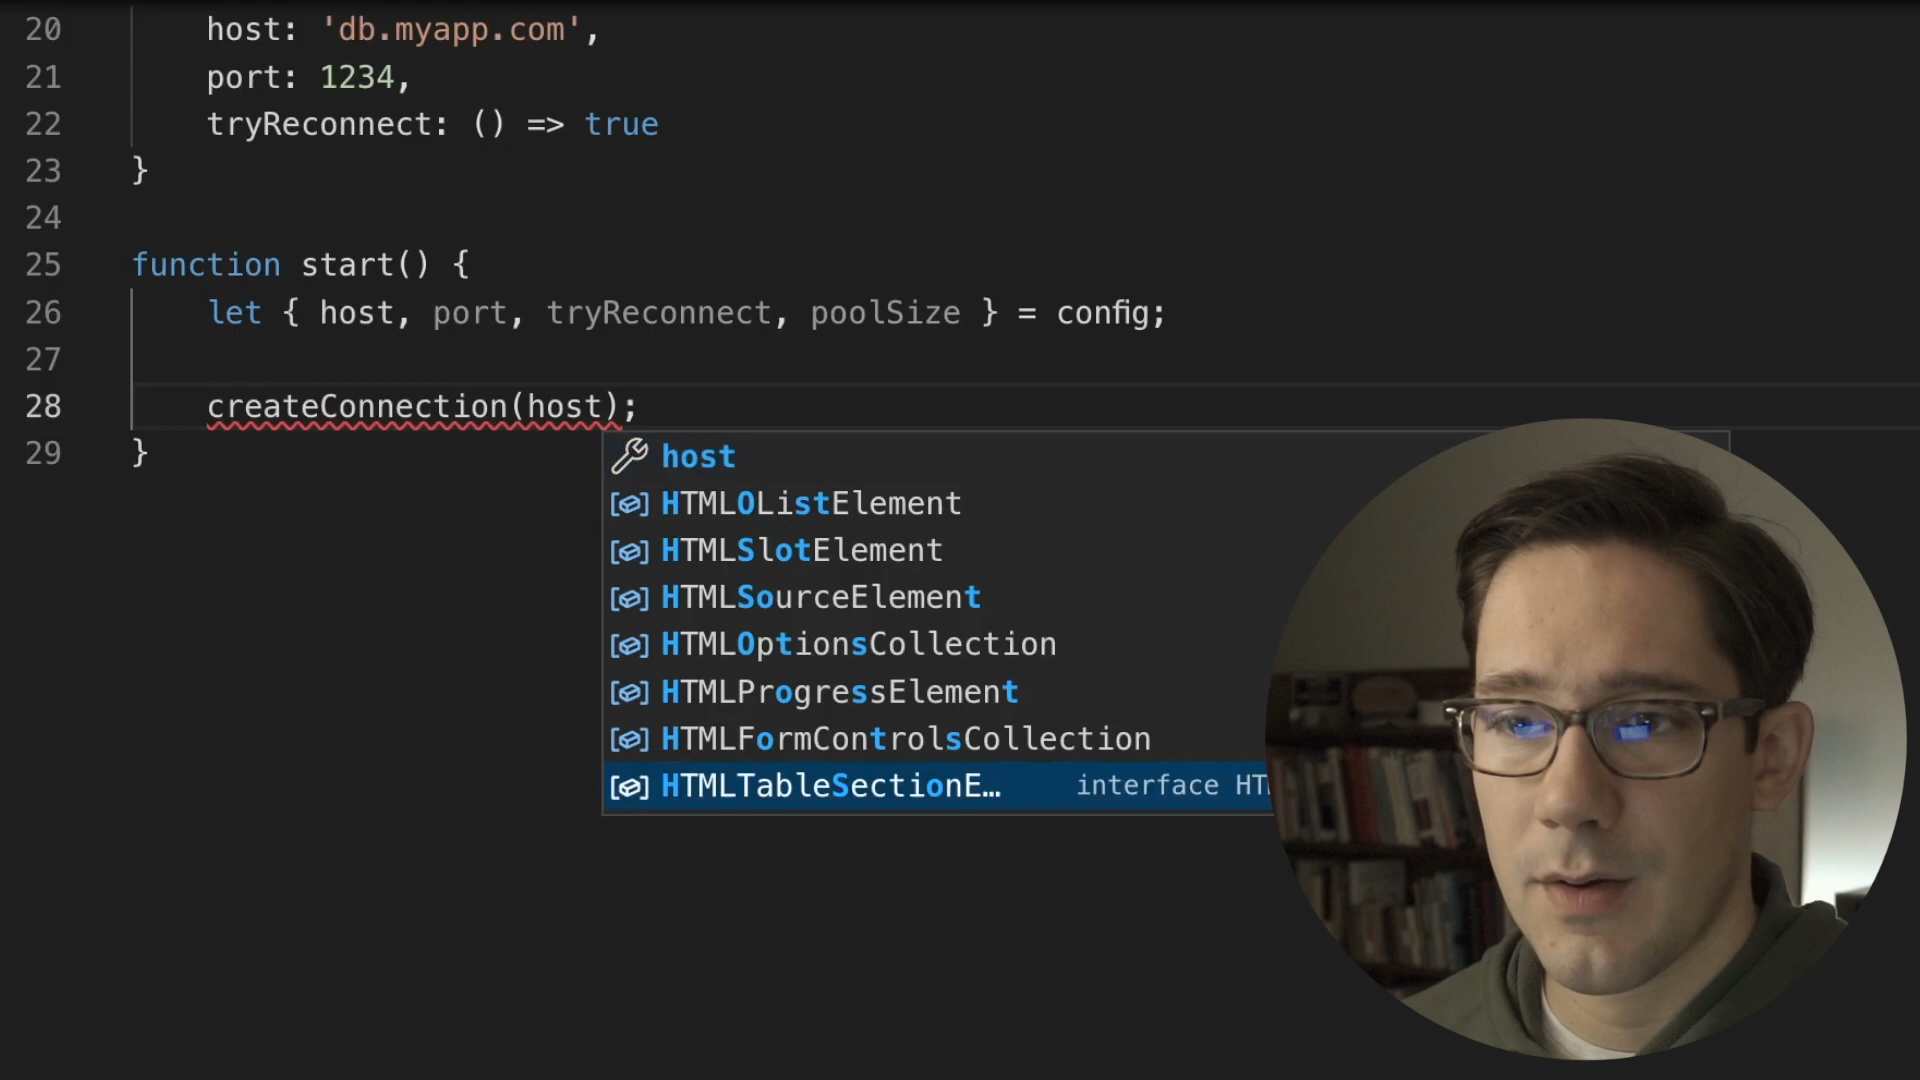 20 host: 'db.myapp.com',
21 port: 1234,
22 tryReconnect: () => true
23 }
24
25 function start() {
26 let { host, port, tryReconnect, poolSize } = config;
27
28 createConnection(host);
29 }
host
HTMLOListElement
HTMLSlotElement
HTMLSourceElement
HTMLOptionsCollection
HTMLProgressElement
HTMLFormControlsCollection
HTMLTableSectionE… interface